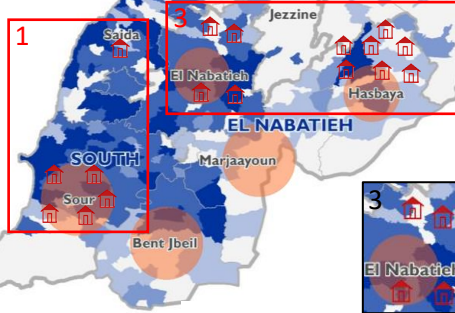 1
3
Jezzine
Saida
El Nabatieh
Hasbaya
EL NABATIEH
SOUTH
Marjaayoun
Sour
Bent Jbeil
3
El Nabatieh